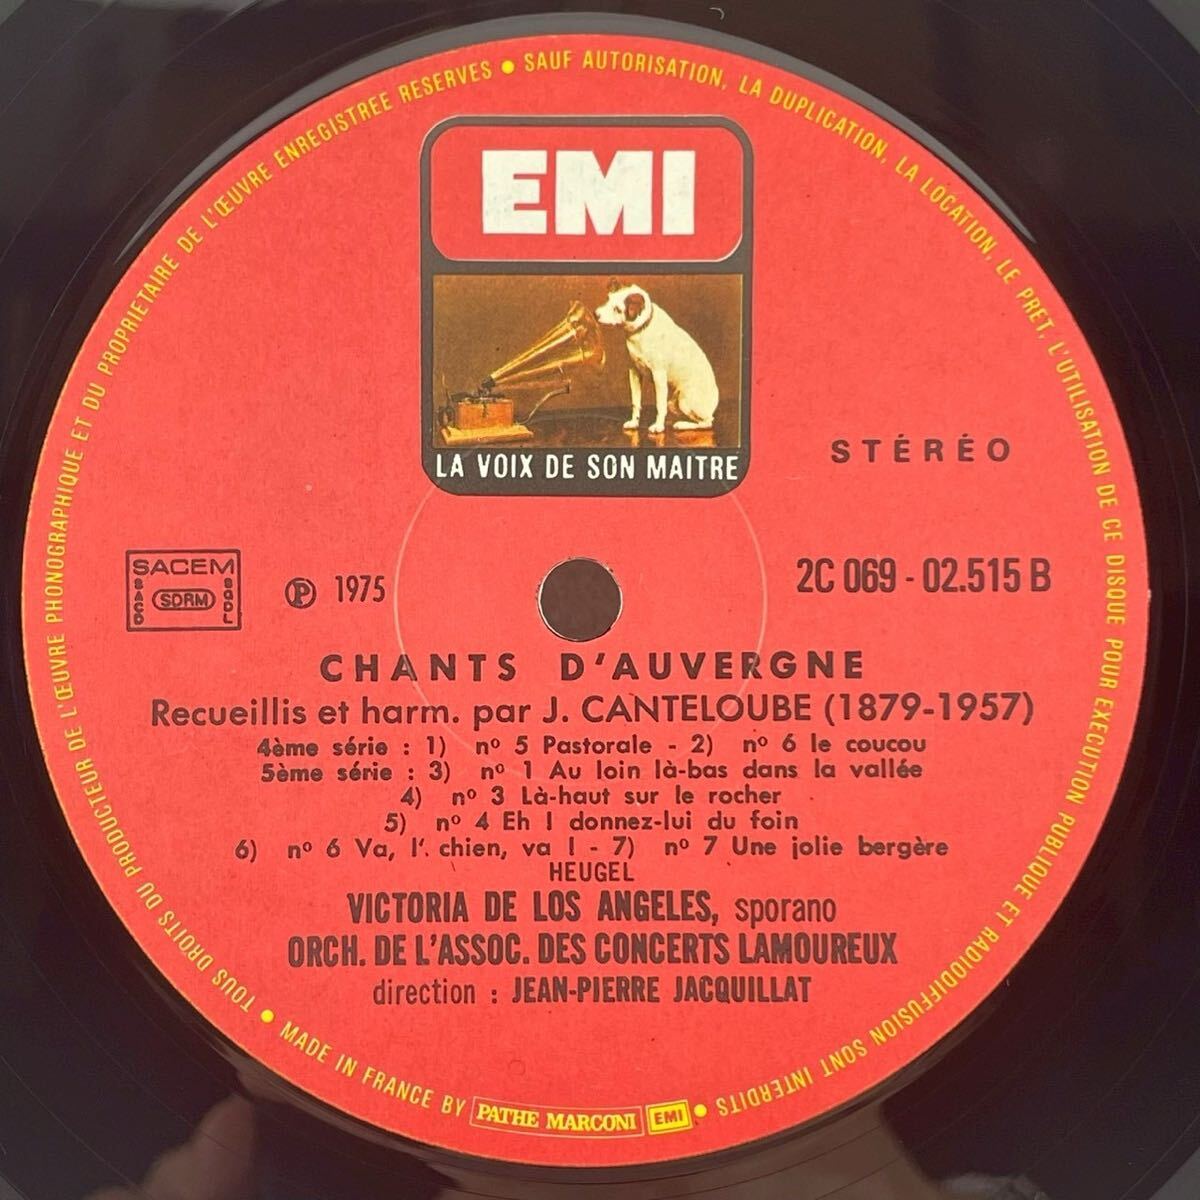 TOUS DROITS DU PRODUCTEUR DE L'ŒUVRE PHONOGRAPHIQUE ET DU PROPRIETAIRE DE L'ŒUVRE ENREGISTREE RESERVES • SAUF AUTORISATION, LA DUPLICATION, LA LOCATION, LE PRET, L'UTILISATION DE CE DISQUE POUR EXECUTION PUBLIQUE ET RADIODIFFUSION SONT INTERDITS •
EMI
LA VOIX DE SON MAITRE
STÉRÉO
SACEM
SACD
SDRM
SGDL
℗ 1975
2C 069 - 02.515 B
CHANTS D'AUVERGNE
Recueillis et harm. par J. CANTELOUBE (1879-1957)
4ème série : 1) nº 5 Pastorale - 2) nº 6 le coucou
5ème série : 3) nº 1 Au loin là-bas dans la vallée
4) nº 3 Là-haut sur le rocher
5) nº 4 Eh ! donnez-lui du foin
6) nº 6 Va, l'. chien, va ! - 7) nº 7 Une jolie bergère
HEUGEL
VICTORIA DE LOS ANGELES, sporano
ORCH. DE L'ASSOC. DES CONCERTS LAMOUREUX
direction : JEAN-PIERRE JACQUILLAT
• MADE IN FRANCE BY PATHE MARCONI EMI